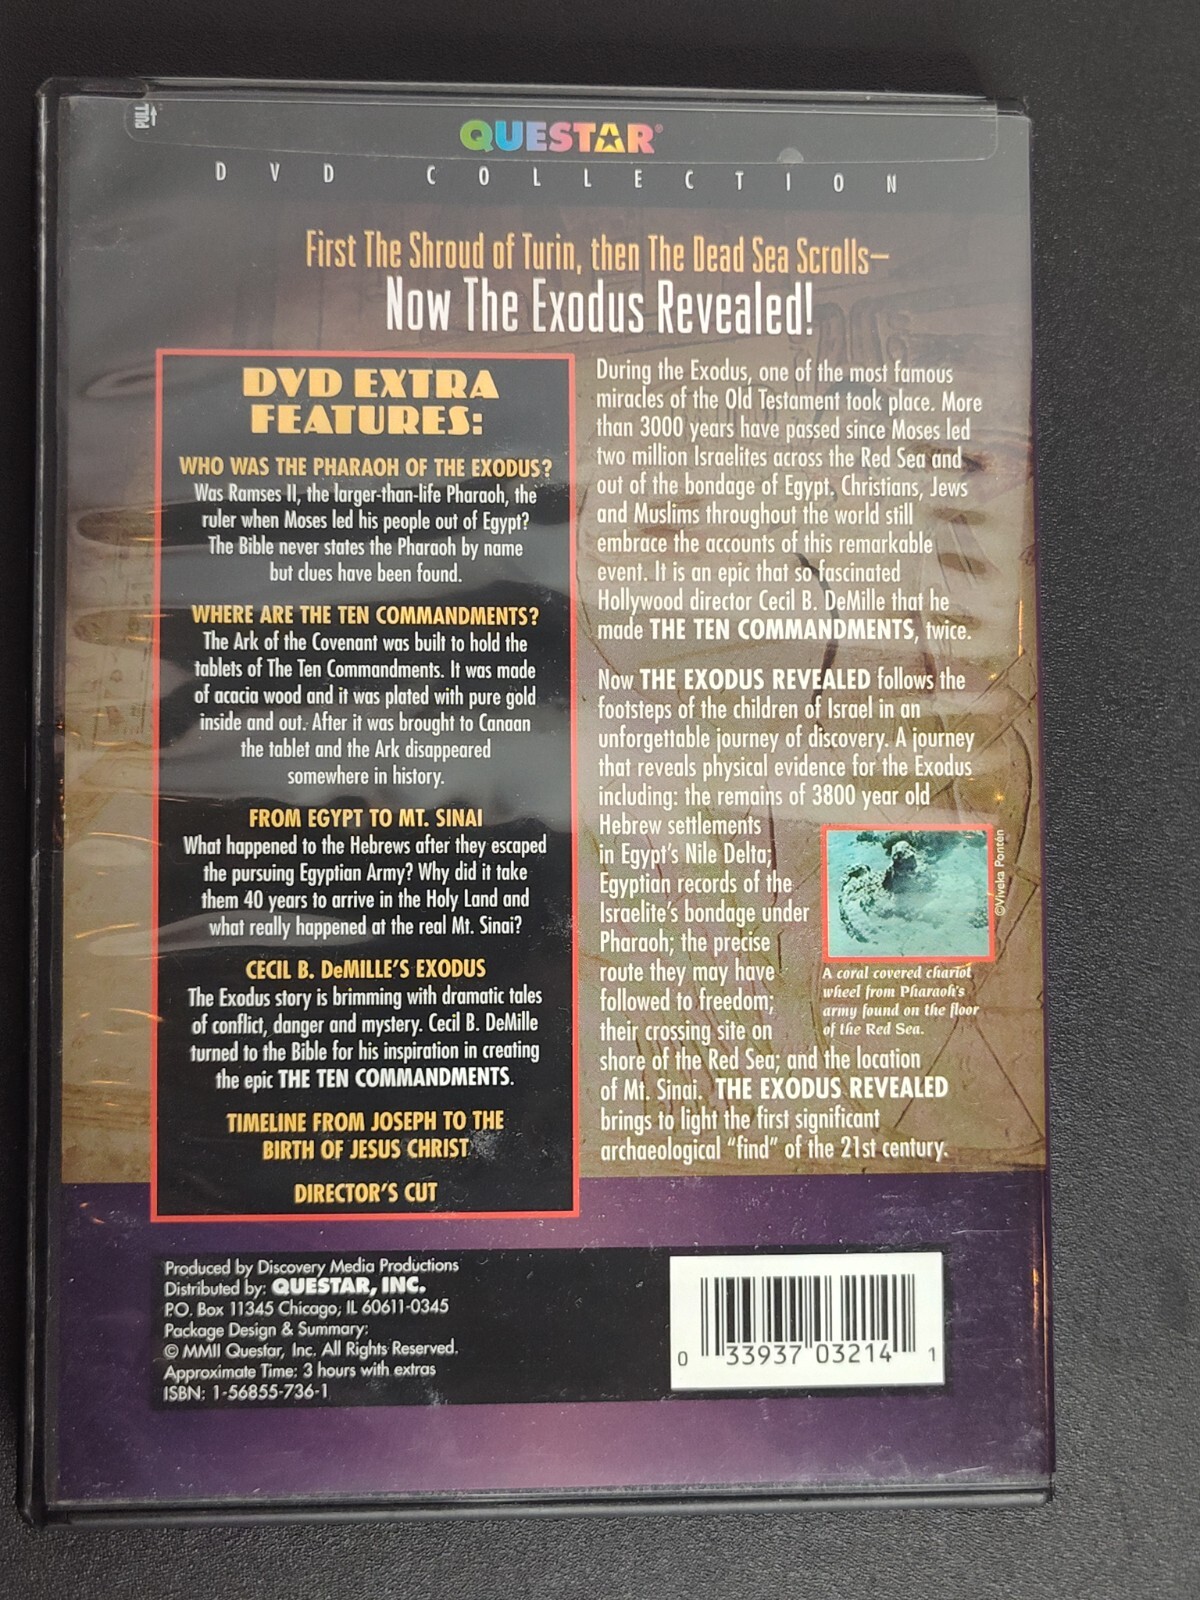 PULL
QUESTAR®
DVD COLLECTION
First The Shroud of Turin, then The Dead Sea Scrolls–
Now The Exodus Revealed!
DVD EXTRA
FEATURES:
WHO WAS THE PHARAOH OF THE EXODUS?
Was Ramses II, the larger-than-life Pharaoh, the
ruler when Moses led his people out of Egypt?
The Bible never states the Pharaoh by name
but clues have been found.
WHERE ARE THE TEN COMMANDMENTS?
The Ark of the Covenant was built to hold the
tablets of The Ten Commandments. It was made
of acacia wood and it was plated with pure gold
inside and out. After it was brought to Canaan
the tablet and the Ark disappeared
somewhere in history.
FROM EGYPT TO MT. SINAI
What happened to the Hebrews after they escaped
the pursuing Egyptian Army? Why did it take
them 40 years to arrive in the Holy Land and
what really happened at the real Mt. Sinai?
CECIL B. DeMILLE'S EXODUS
The Exodus story is brimming with dramatic tales
of conflict, danger and mystery. Cecil B. DeMille
turned to the Bible for his inspiration in creating
the epic THE TEN COMMANDMENTS.
TIMELINE FROM JOSEPH TO THE
BIRTH OF JESUS CHRIST
DIRECTOR'S CUT
During the Exodus, one of the most famous
miracles of the Old Testament took place. More
than 3000 years have passed since Moses led
two million Israelites across the Red Sea and
out of the bondage of Egypt. Christians, Jews
and Muslims throughout the world still
embrace the accounts of this remarkable
event. It is an epic that so fascinated
Hollywood director Cecil B. DeMille that he
made THE TEN COMMANDMENTS, twice.
Now THE EXODUS REVEALED follows the
footsteps of the children of Israel in an
unforgettable journey of discovery. A journey
that reveals physical evidence for the Exodus
including: the remains of 3800 year old
Hebrew settlements
in Egypt's Nile Delta;
Egyptian records of the
Israelite's bondage under
Pharaoh; the precise
route they may have
followed to freedom;
their crossing site on
shore of the Red Sea; and the location
of Mt. Sinai. THE EXODUS REVEALED
brings to light the first significant
archaeological "find" of the 21st century.
©Viveka Pontén
A coral covered chariot
wheel from Pharaoh's
army found on the floor
of the Red Sea.
Produced by Discovery Media Productions
Distributed by: QUESTAR, INC.
P.O. Box 11345 Chicago, IL 60611-0345
Package Design & Summary:
© MMII Questar, Inc. All Rights Reserved.
Approximate Time: 3 hours with extras
ISBN: 1-56855-736-1
0 33937 03214 1